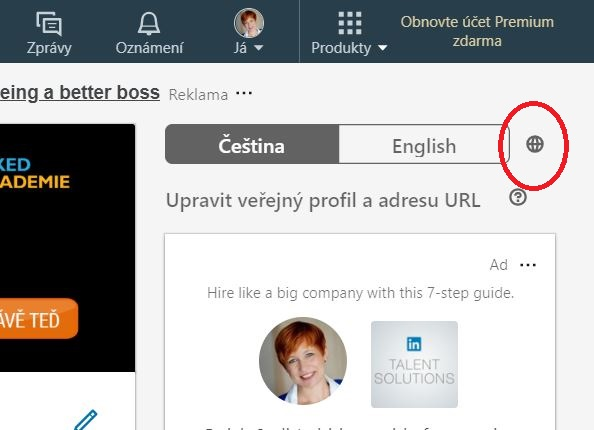 Zprávy
Oznámení
Já
Produkty
Obnovte účet Premium
zdarma
eing a better boss Reklama
KED
ADEMIE
ÁVĚ TEĎ
Čeština
English
Upravit veřejný profil a adresu URL
Ad
Hire like a big company with this 7-step guide.
in
TALENT
SOLUTIONS